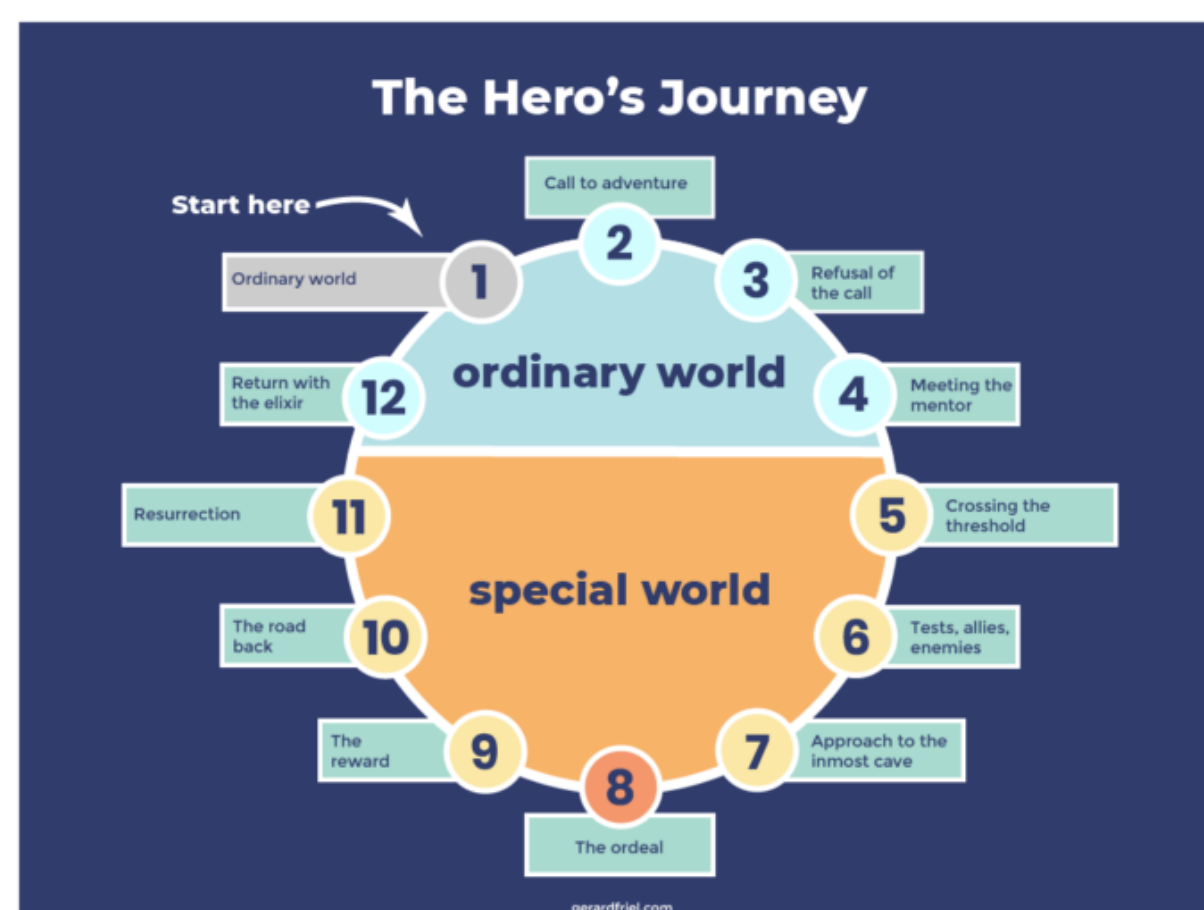 The Hero's Journey
Start here
1
Ordinary world
2
Call to adventure
3
Refusal of
the call
4
Meeting the
mentor
5
Crossing the
threshold
6
Tests, allies,
enemies
7
Approach to the
inmost cave
8
The ordeal
9
The
reward
10
The road
back
11
Resurrection
12
Return with
the elixir
ordinary world
special world
gerardfriel.com